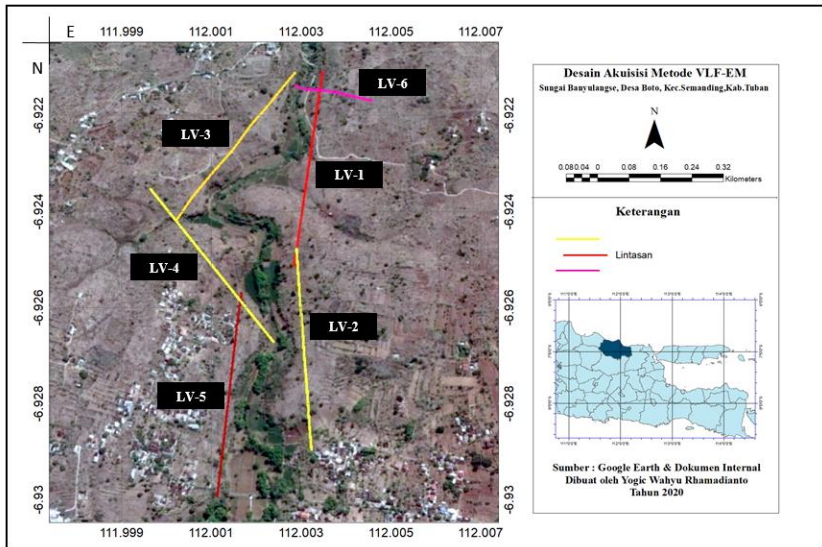 E
N
111.999 112.001 112.003 112.005 112.007
-6.922
-6.924
-6.926
-6.928
-6.93
LV-6
LV-3
LV-1
LV-4
LV-2
LV-5
-6.922
-6.924
-6.926
-6.928
-6.93
111.999 112.001 112.003 112.005 112.007
Desain Akuisisi Metode VLF-EM
Sungai Banyulangse, Desa Boto, Kec.Semanding,Kab.Tuban
N
0.08 0.04 0 0.08 0.16 0.24 0.32
Kilometers
Keterangan
Lintasan
Sumber : Google Earth & Dokumen Internal
Dibuat oleh Yogic Wahyu Rhamadianto
Tahun 2020